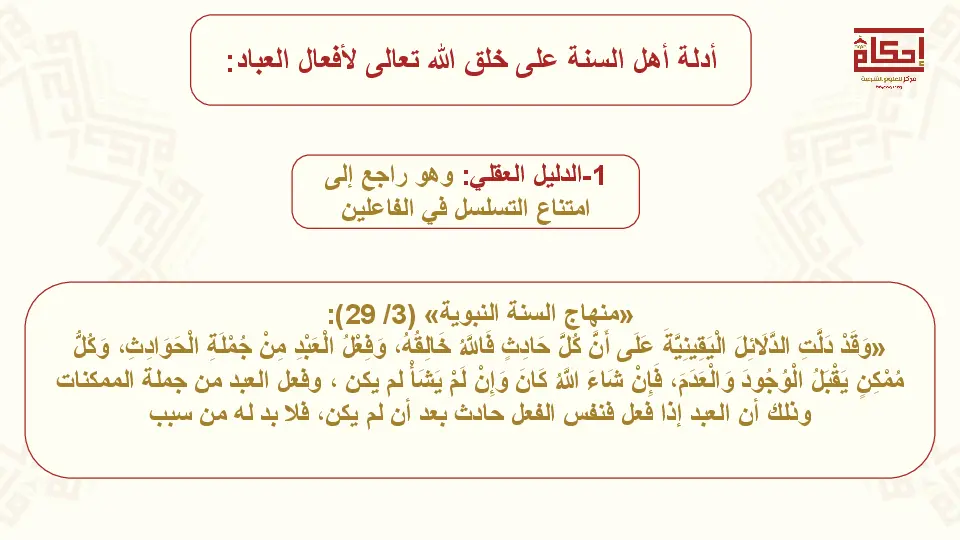 إحكام
مركز للعلوم الشرعية
أدلة أهل السنة على خلق الله تعالى لأفعال العباد:
1-الدليل العقلي: وهو راجع إلى
امتناع التسلسل في الفاعلين
«منهاج السنة النبوية» (3/ 29):
«وَقَدْ دَلَّتِ الدَّلَائِلَ الْيَقِينِيَّةَ عَلَى أَنَّ كُلَّ حَادِثٍ فَاللَّهُ خَالِقُهُ، وَفِعْلُ الْعَبْدِ مِنْ جُمْلَةِ الْحَوَادِثِ، وَكُلُّ
مُمْكِنٍ يَقْبَلُ الْوُجُودَ وَالْعَدَمَ، فَإِنْ شَاءَ اللَّهُ كَانَ وَإِنْ لَمْ يَشَأْ لم يكن ، وفعل العبد من جملة الممكنات
وذلك أن العبد إذا فعل فنفس الفعل حادث بعد أن لم يكن، فلا بد له من سبب